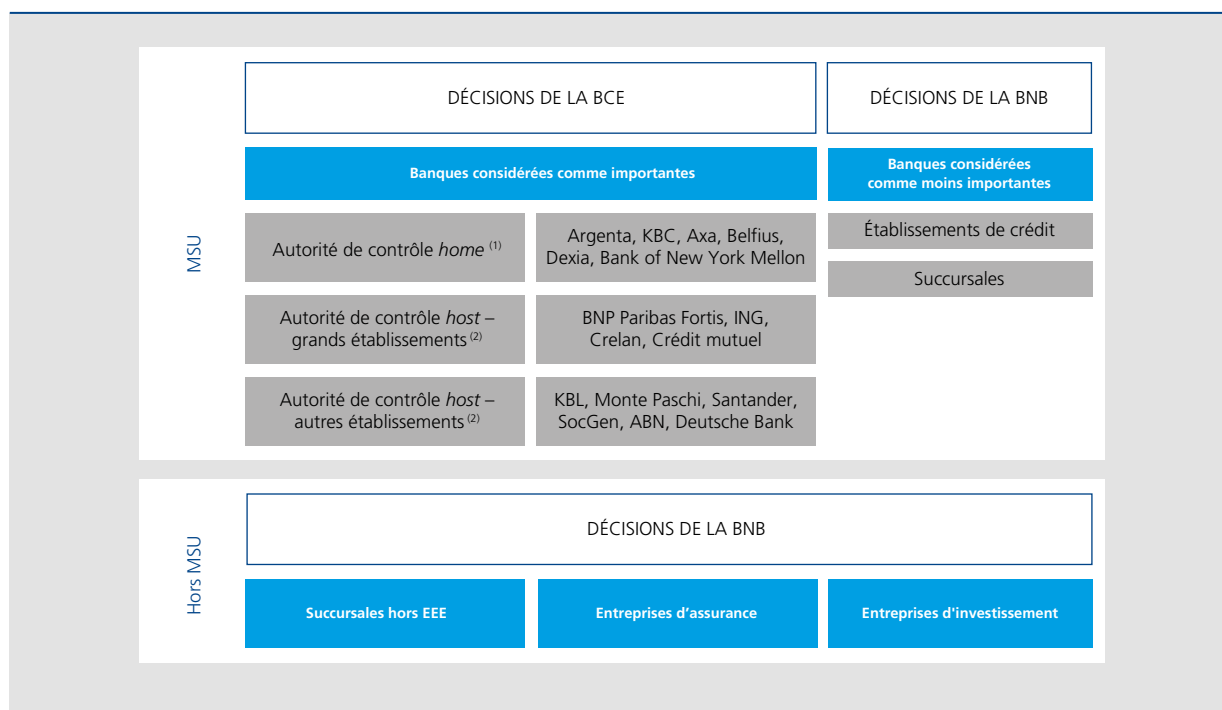 MSU
DÉCISIONS DE LA BCE
DÉCISIONS DE LA BNB
Banques considérées comme importantes
Banques considérées
comme moins importantes
Autorité de contrôle home (1)
Argenta, KBC, Axa, Belfius,
Dexia, Bank of New York Mellon
Établissements de crédit
Succursales
Autorité de contrôle host –
grands établissements (2)
BNP Paribas Fortis, ING,
Crelan, Crédit mutuel
Autorité de contrôle host –
autres établissements (2)
KBL, Monte Paschi, Santander,
SocGen, ABN, Deutsche Bank
Hors MSU
DÉCISIONS DE LA BNB
Succursales hors EEE
Entreprises d’assurance
Entreprises d'investissement